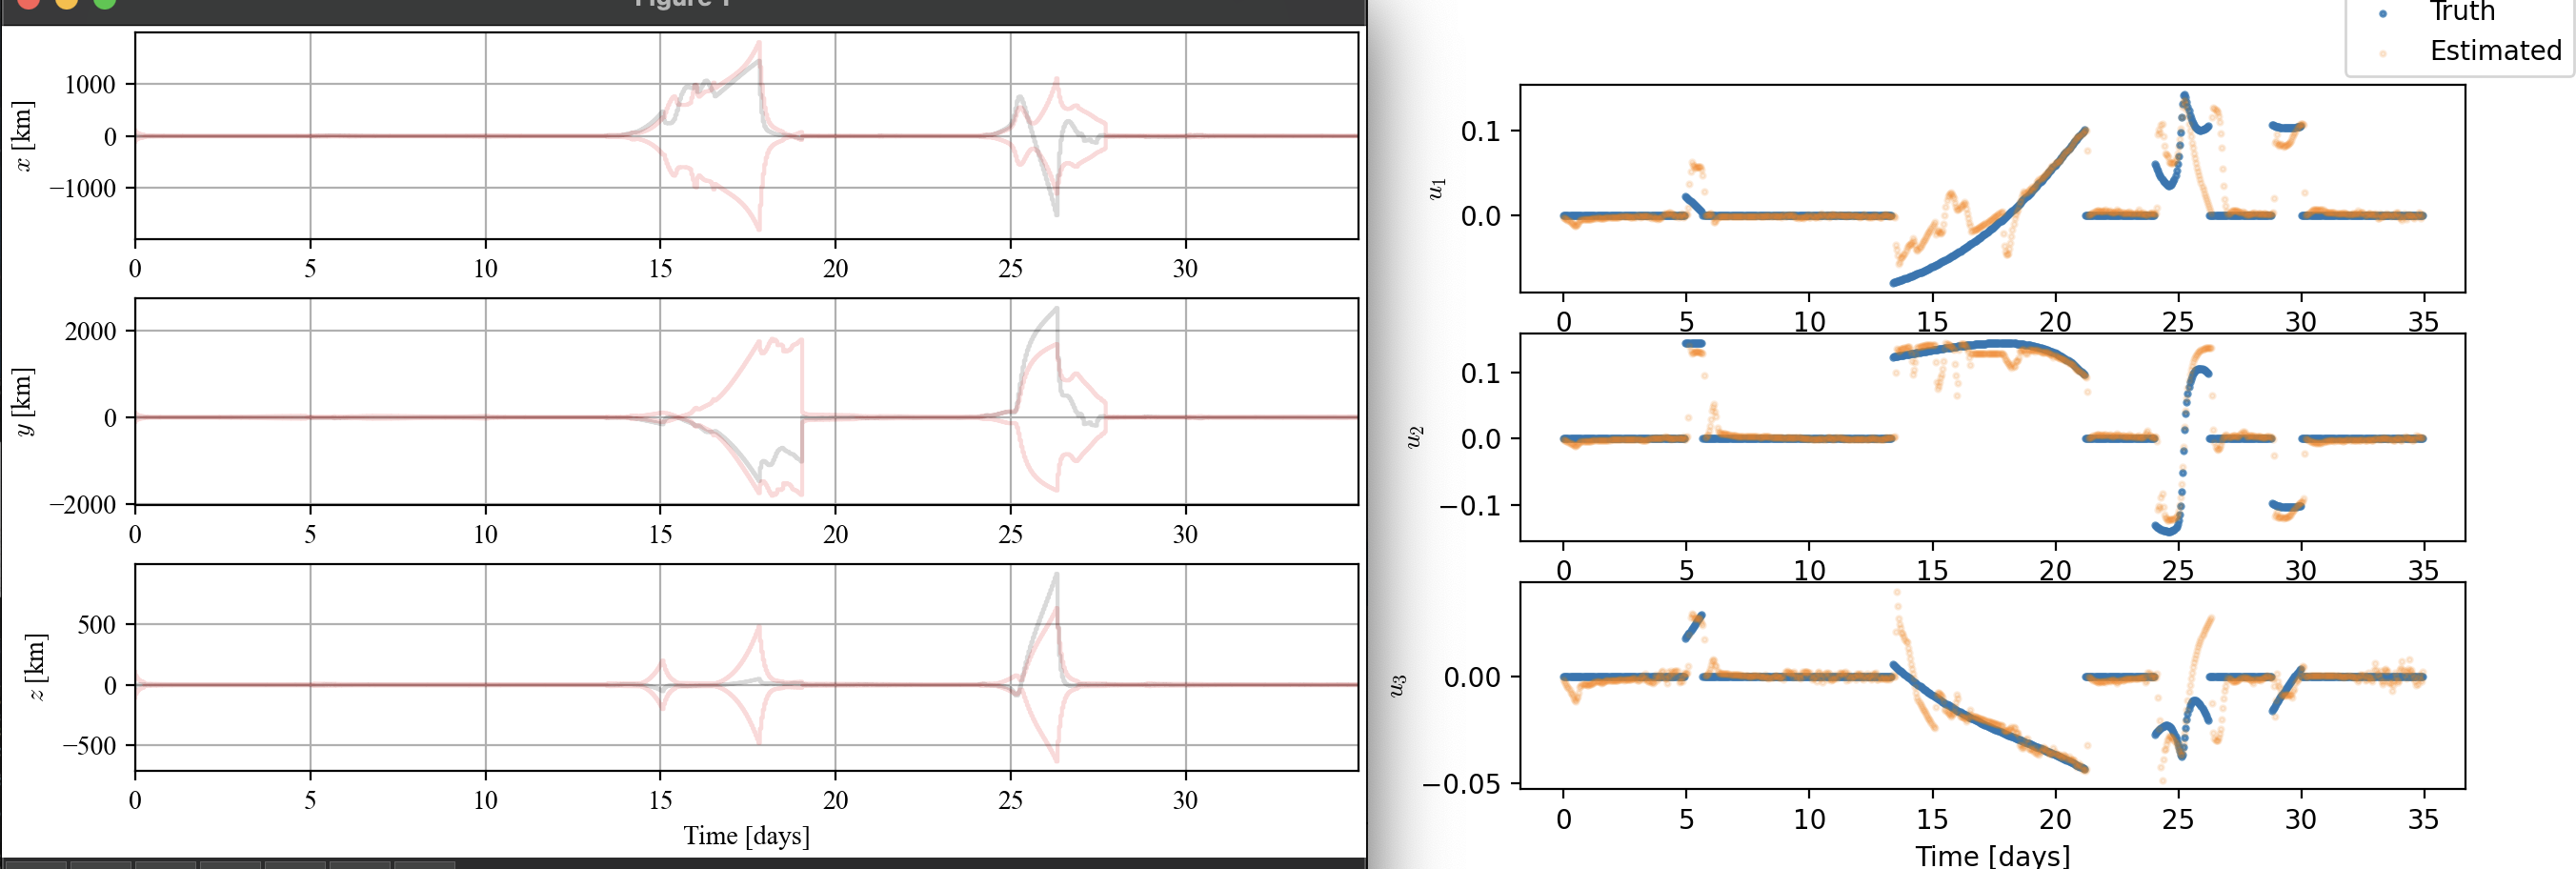 Figure 1
Truth
Estimated
x [km]
1000
0
−1000
0 5 10 15 20 25 30
y [km]
2000
0
−2000
0 5 10 15 20 25 30
z [km]
500
0
−500
0 5 10 15 20 25 30
Time [days]
u1
0.1
0.0
0 5 10 15 20 25 30 35
u2
0.1
0.0
−0.1
0 5 10 15 20 25 30 35
u3
0.00
−0.05
0 5 10 15 20 25 30 35
Time [days]